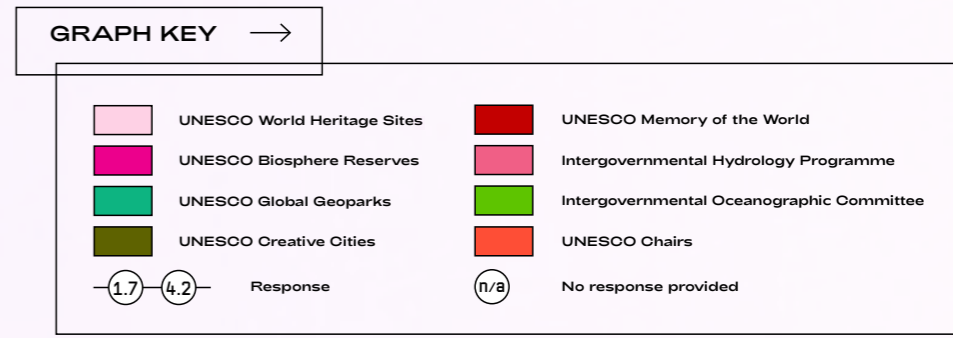 GRAPH KEY →
UNESCO World Heritage Sites
UNESCO Biosphere Reserves
UNESCO Global Geoparks
UNESCO Creative Cities
1.7 4.2 Response
UNESCO Memory of the World
Intergovernmental Hydrology Programme
Intergovernmental Oceanographic Committee
UNESCO Chairs
n/a No response provided